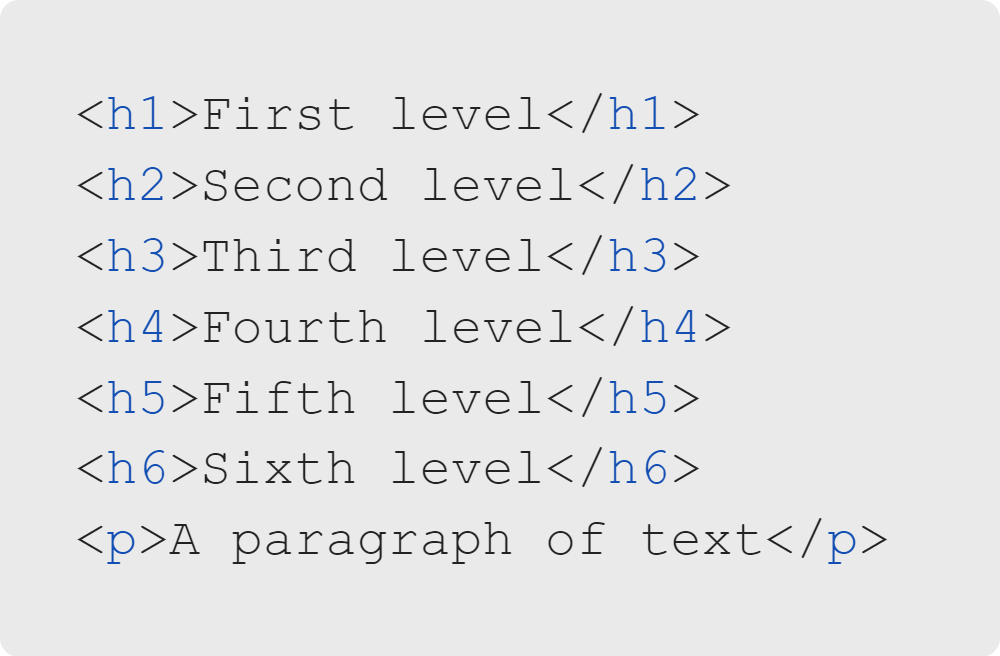 <h1>First level</h1>
<h2>Second level</h2>
<h3>Third level</h3>
<h4>Fourth level</h4>
<h5>Fifth level</h5>
<h6>Sixth level</h6>
<p>A paragraph of text</p>